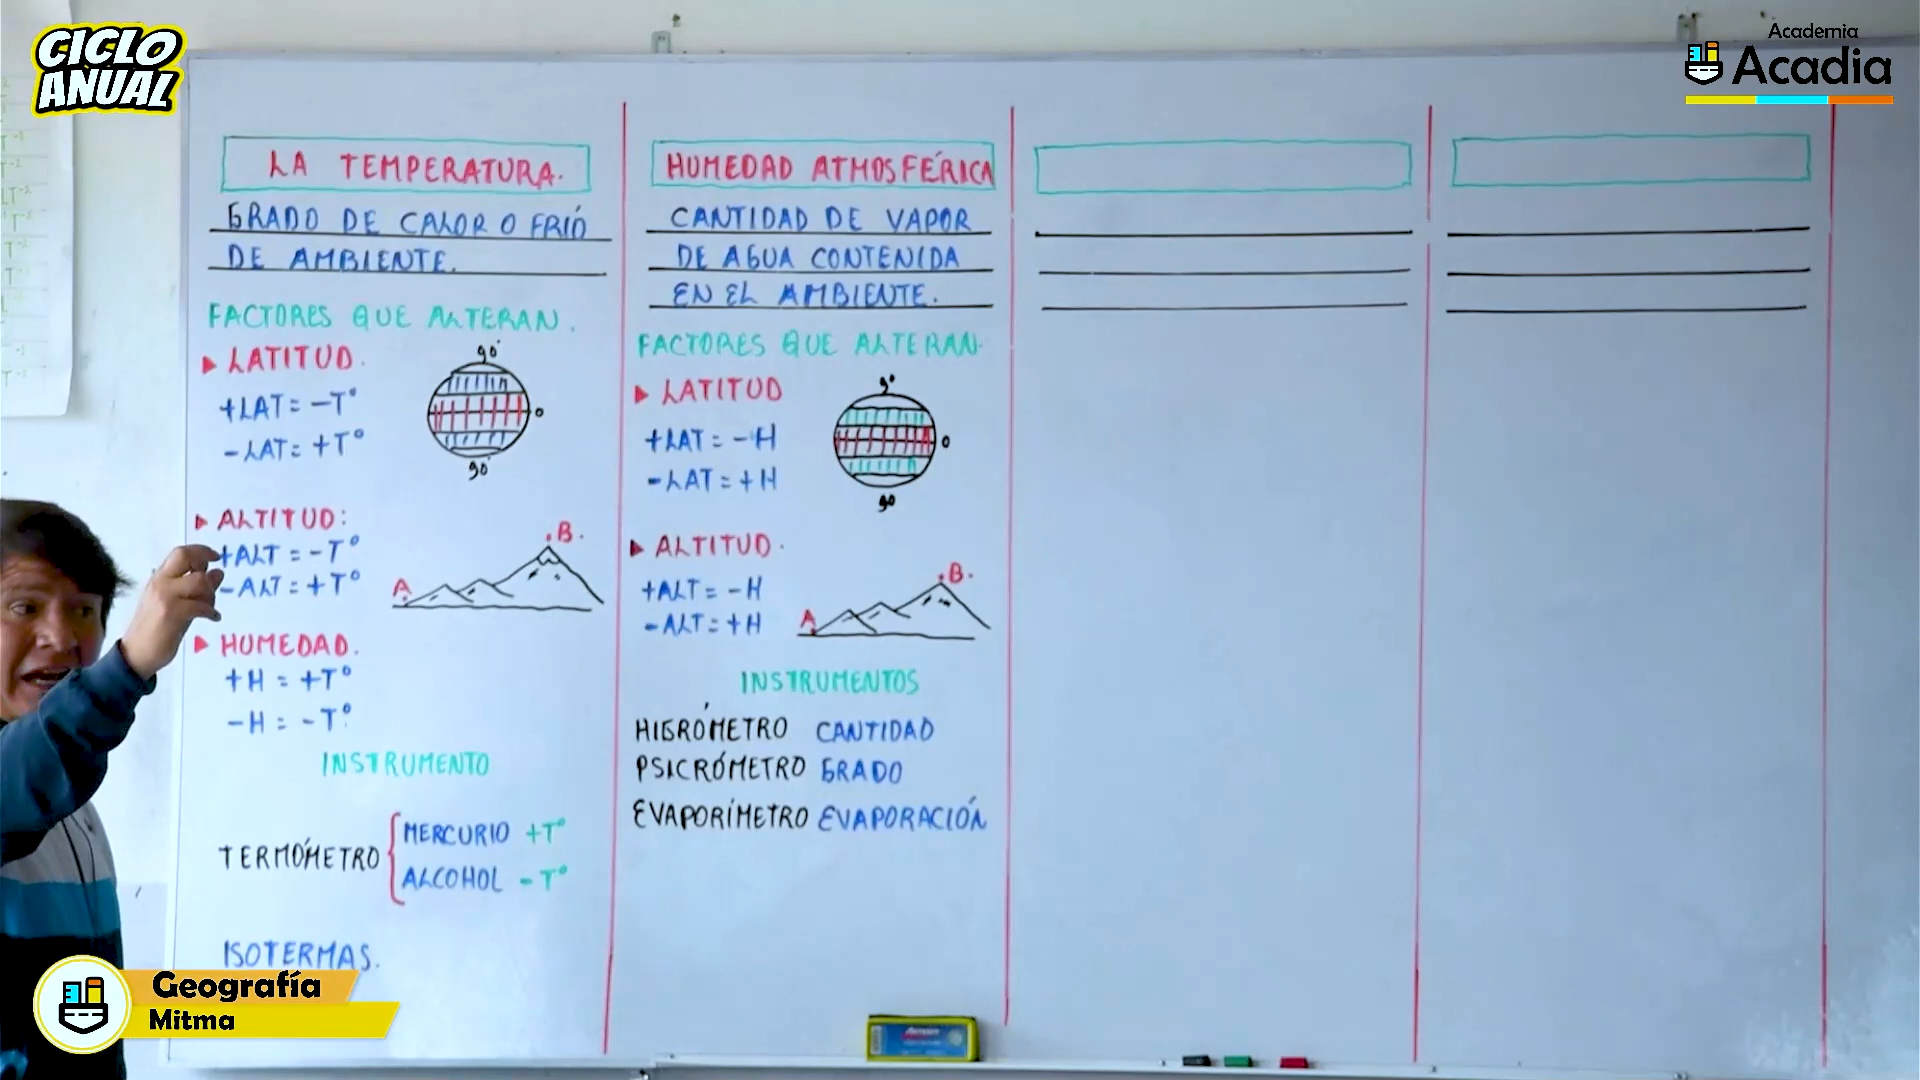 CICLO
ANUAL
Academia
Acadia
LA TEMPERATURA.
GRADO DE CALOR O FRIÓ
DE AMBIENTE.
FACTORES QUE ALTERAN.
LATITUD.
+LAT = -T°
-LAT = +T°
90°
0
90°
ALTITUD:
+ALT = -T°
-ALT = +T°
A
.B.
HUMEDAD.
+H = +T°
-H = -T°
INSTRUMENTO
TERMÓMETRO
MERCURIO +T°
ALCOHOL -T°
ISOTERMAS.
HUMEDAD ATMOSFÉRICA
CANTIDAD DE VAPOR
DE AGUA CONTENIDA
EN EL AMBIENTE.
FACTORES QUE ALTERAN.
LATITUD
+LAT = -H
-LAT = +H
9°
0
90
ALTITUD.
+ALT = -H
-ALT = +H
A
.B.
INSTRUMENTOS
HIGRÓMETRO CANTIDAD
PSICRÓMETRO GRADO
EVAPORÍMETRO EVAPORACIÓN
Geografía
Mitma